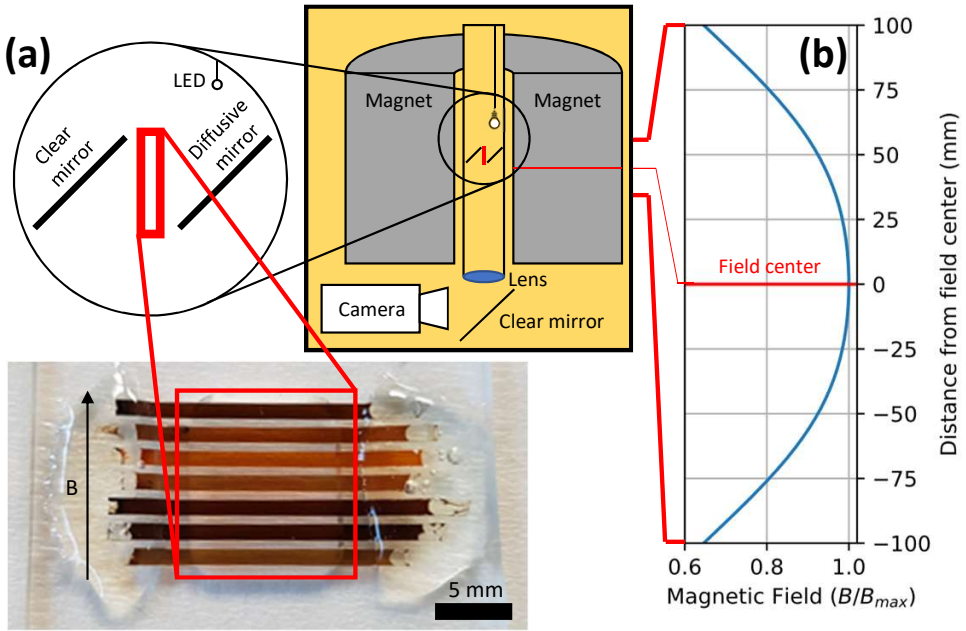 (a)
LED
Clear
mirror
Diffusive
mirror
Magnet
Magnet
Lens
Camera
Clear mirror
B
5 mm
(b)
100
75
50
25
0
−25
−50
−75
−100
Field center
Distance from field center (mm)
0.6
0.8
1.0
Magnetic Field (B/Bmax)